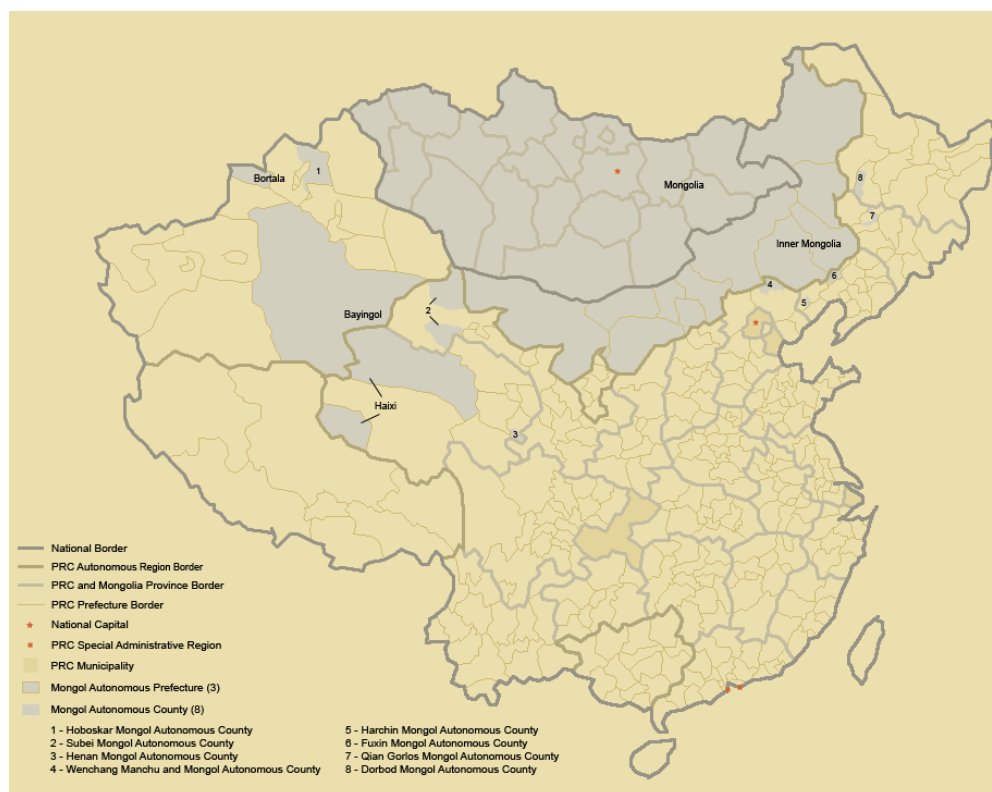 Bortala
1
8
Mongolia
7
Inner Mongolia
6
4
5
2
Bayingol
Haixi
3
National Border
PRC Autonomous Region Border
PRC and Mongolia Province Border
PRC Prefecture Border
National Capital
PRC Special Administrative Region
PRC Municipality
Mongol Autonomous Prefecture (3)
Mongol Autonomous County (8)
1 - Hoboskar Mongol Autonomous County
2 - Subei Mongol Autonomous County
3 - Henan Mongol Autonomous County
4 - Wenchang Manchu and Mongol Autonomous County
5 - Harchin Mongol Autonomous County
6 - Fuxin Mongol Autonomous County
7 - Qian Gorlos Mongol Autonomous County
8 - Dorbod Mongol Autonomous County